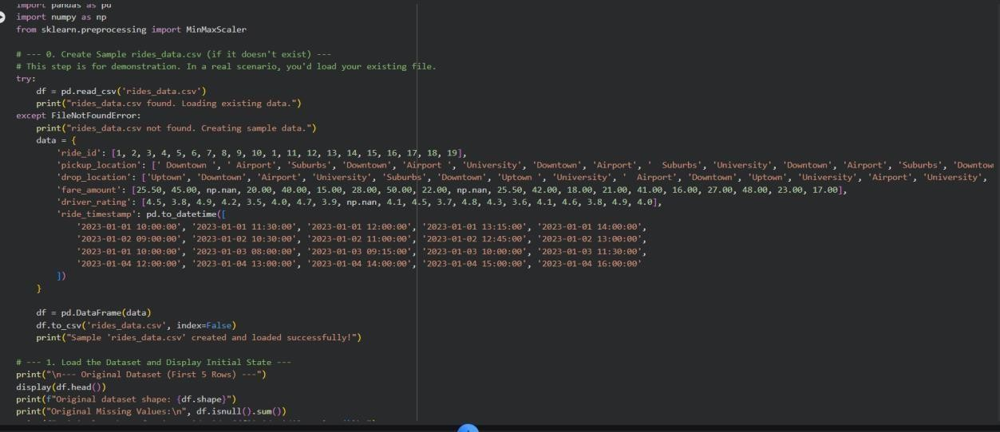 import pandas as pd
import numpy as np
from sklearn.preprocessing import MinMaxScaler
# --- 0. Create Sample rides_data.csv (if it doesn't exist) ---
# This step is for demonstration. In a real scenario, you'd load your existing file.
try:
    df = pd.read_csv('rides_data.csv')
    print("rides_data.csv found. Loading existing data.")
except FileNotFoundError:
    print("rides_data.csv not found. Creating sample data.")
    data = {
        'ride_id': [1, 2, 3, 4, 5, 6, 7, 8, 9, 10, 1, 11, 12, 13, 14, 15, 16, 17, 18, 19],
        'pickup_location': [' Downtown ', ' Airport', 'Suburbs', 'Downtown', 'Airport ', 'University', 'Downtown', 'Airport', '  Suburbs', 'University', 'Downtown', 'Airport', 'Suburbs', 'Downtow
        'drop_location': ['Uptown', 'Downtown', 'Airport', 'University', 'Suburbs', 'Downtown', 'Uptown ', 'University', '  Airport', 'Downtown', 'Uptown', 'University', 'Airport', 'University',
        'fare_amount': [25.50, 45.00, np.nan, 20.00, 40.00, 15.00, 28.00, 50.00, 22.00, np.nan, 25.50, 42.00, 18.00, 21.00, 41.00, 16.00, 27.00, 48.00, 23.00, 17.00],
        'driver_rating': [4.5, 3.8, 4.9, 4.2, 3.5, 4.0, 4.7, 3.9, np.nan, 4.1, 4.5, 3.7, 4.8, 4.3, 3.6, 4.1, 4.6, 3.8, 4.9, 4.0],
        'ride_timestamp': pd.to_datetime([
            '2023-01-01 10:00:00', '2023-01-01 11:30:00', '2023-01-01 12:00:00', '2023-01-01 13:15:00', '2023-01-01 14:00:00',
            '2023-01-02 09:00:00', '2023-01-02 10:30:00', '2023-01-02 11:00:00', '2023-01-02 12:45:00', '2023-01-02 13:00:00',
            '2023-01-01 10:00:00', '2023-01-03 08:00:00', '2023-01-03 09:15:00', '2023-01-03 10:00:00', '2023-01-03 11:30:00',
            '2023-01-04 12:00:00', '2023-01-04 13:00:00', '2023-01-04 14:00:00', '2023-01-04 15:00:00', '2023-01-04 16:00:00'
        ])
    }
    df = pd.DataFrame(data)
    df.to_csv('rides_data.csv', index=False)
    print("Sample 'rides_data.csv' created and loaded successfully!")
# --- 1. Load the Dataset and Display Initial State ---
print("\n--- Original Dataset (First 5 Rows) ---")
display(df.head())
print(f"Original dataset shape: {df.shape}")
print("Original Missing Values:\n", df.isnull().sum())